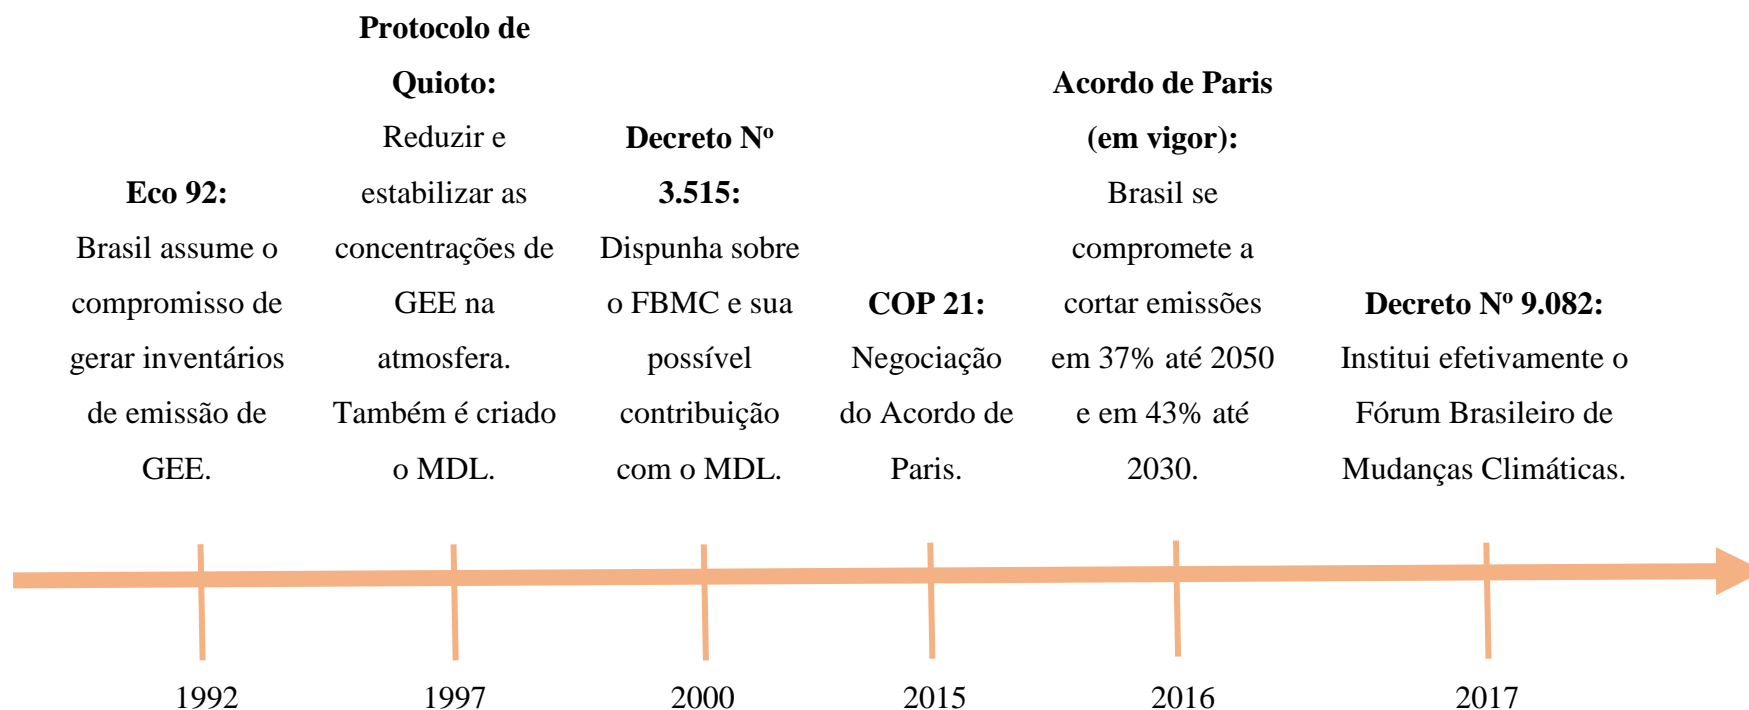 Eco 92:
Brasil assume o
compromisso de
gerar inventários
de emissão de
GEE.
Protocolo de
Quioto:
Reduzir e
estabilizar as
concentrações de
GEE na
atmosfera.
Também é criado
o MDL.
Decreto Nº
3.515:
Dispunha sobre
o FBMC e sua
possível
contribuição
com o MDL.
COP 21:
Negociação
do Acordo de
Paris.
Acordo de Paris
(em vigor):
Brasil se
compromete a
cortar emissões
em 37% até 2050
e em 43% até
2030.
Decreto Nº 9.082:
Institui efetivamente o
Fórum Brasileiro de
Mudanças Climáticas.
1992
1997
2000
2015
2016
2017